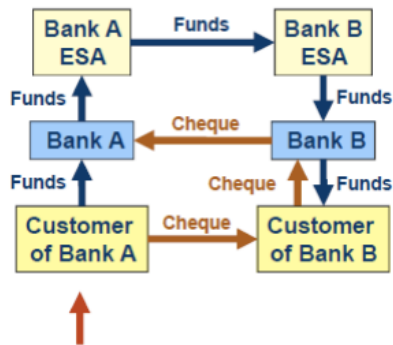 Bank A
ESA
Funds
Bank B
ESA
Funds
Funds
Bank A
Cheque
Bank B
Funds
Cheque
Funds
Customer
of Bank A
Cheque
Customer
of Bank B